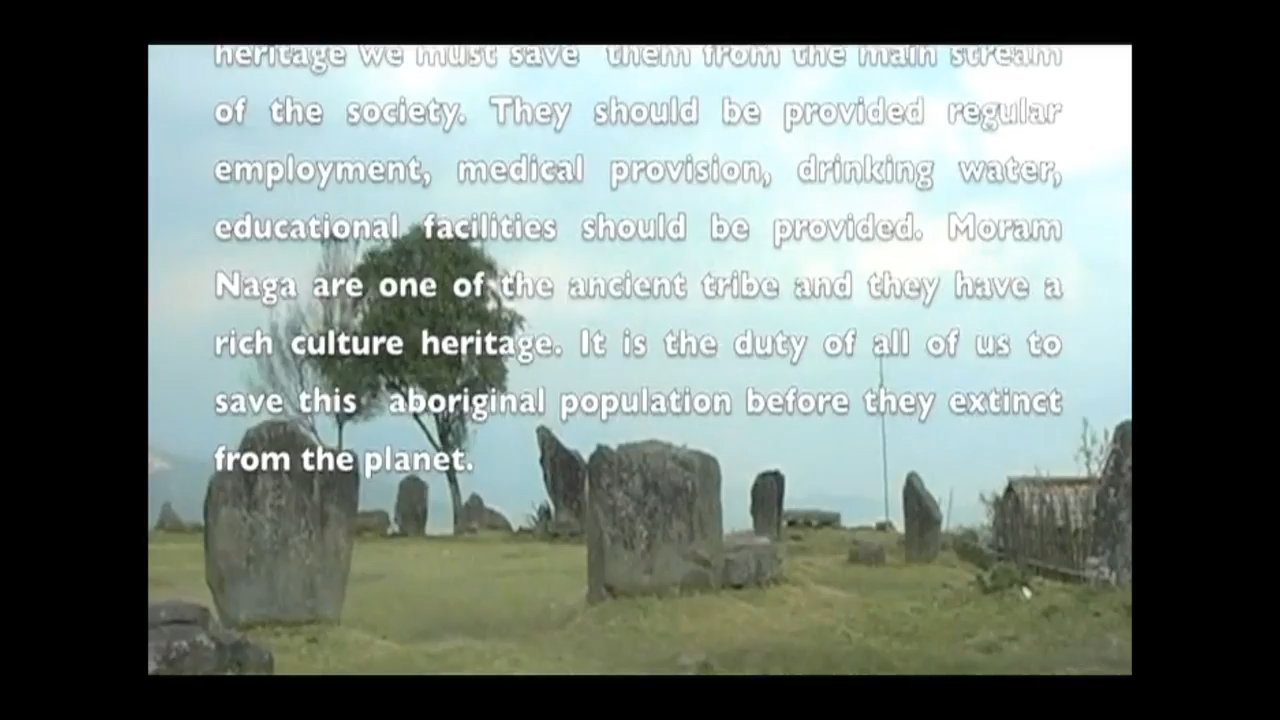 heritage we must save them from the main stream
of the society. They should be provided regular
employment, medical provision, drinking water,
educational facilities should be provided. Moram
Naga are one of the ancient tribe and they have a
rich culture heritage. It is the duty of all of us to
save this aboriginal population before they extinct
from the planet.